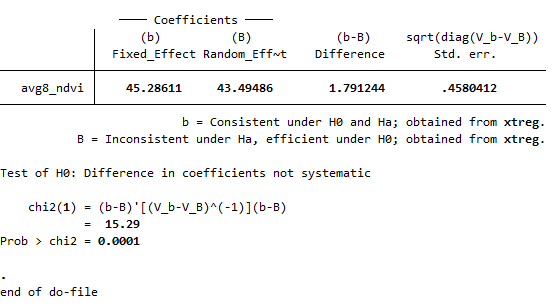 Coefficients
(b) (B) (b-B) sqrt(diag(V_b-V_B))
Fixed_Effect Random_Eff~t Difference Std. err.
avg8_ndvi 45.28611 43.49486 1.791244 .4580412
b = Consistent under H0 and Ha; obtained from xtreg.
B = Inconsistent under Ha, efficient under H0; obtained from xtreg.
Test of H0: Difference in coefficients not systematic
chi2(1) = (b-B)'[(V_b-V_B)^(-1)](b-B)
= 15.29
Prob > chi2 = 0.0001
.
end of do-file